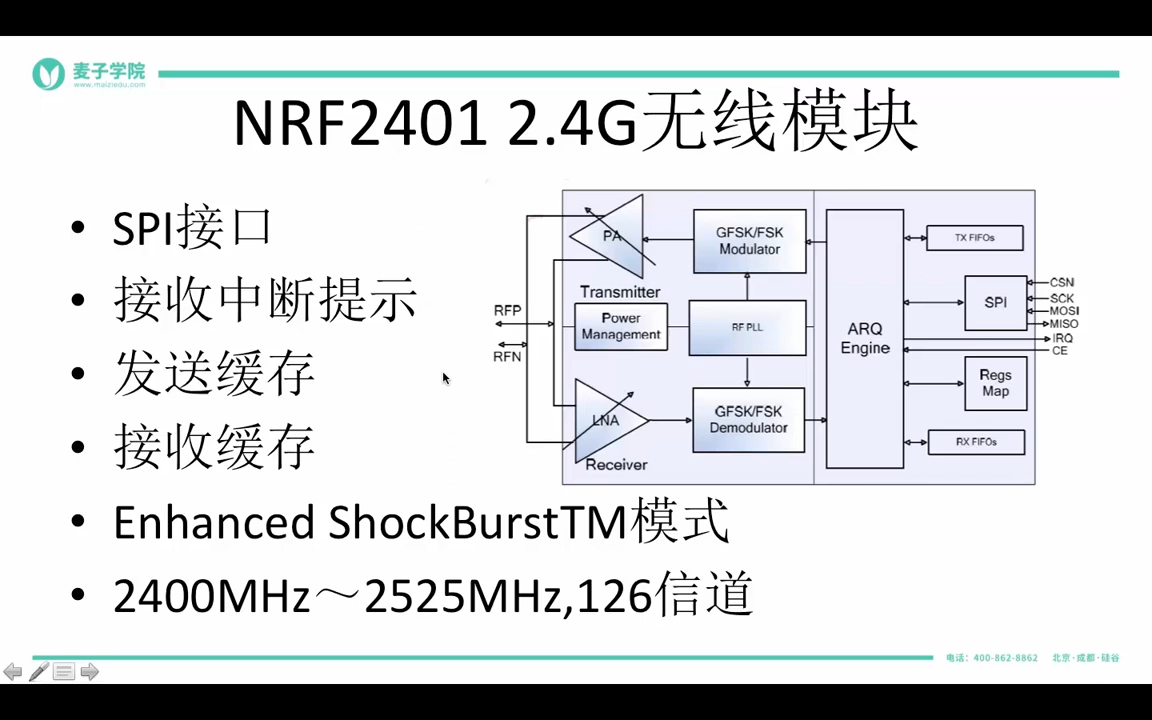 麦子学院
www.maiziedu.com
NRF2401 2.4G无线模块
• SPI接口
• 接收中断提示
• 发送缓存
• 接收缓存
• Enhanced ShockBurstTM模式
• 2400MHz～2525MHz,126信道
PA
GFSK/FSK
Modulator
TX FIFOs
Transmitter
Power
Management
RF PLL
ARQ
Engine
SPI
CSN
SCK
MOSI
MISO
IRQ
CE
RFP
RFN
Regs
Map
LNA
GFSK/FSK
Demodulator
RX FIFOs
Receiver
电话：400-862-8862 北京·成都·硅谷